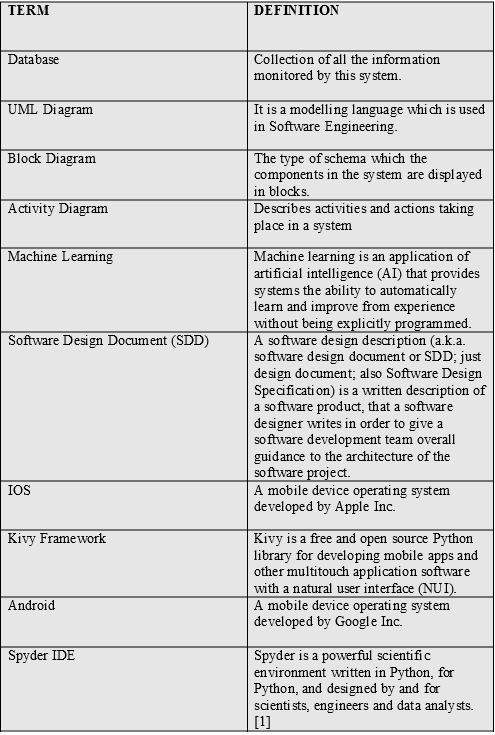 TERM DEFINITION
Database Collection of all the information
monitored by this system.
UML Diagram It is a modelling language which is used
in Software Engineering.
Block Diagram The type of schema which the
components in the system are displayed
in blocks.
Activity Diagram Describes activities and actions taking
place in a system
Machine Learning Machine learning is an application of
artificial intelligence (AI) that provides
systems the ability to automatically
learn and improve from experience
without being explicitly programmed.
Software Design Document (SDD) A software design description (a.k.a.
software design document or SDD; just
design document; also Software Design
Specification) is a written description of
a software product, that a software
designer writes in order to give a
software development team overall
guidance to the architecture of the
software project.
IOS A mobile device operating system
developed by Apple Inc.
Kivy Framework Kivy is a free and open source Python
library for developing mobile apps and
other multitouch application software
with a natural user interface (NUI).
Android A mobile device operating system
developed by Google Inc.
Spyder IDE Spyder is a powerful scientific
environment written in Python, for
Python, and designed by and for
scientists, engineers and data analysts.
[1]